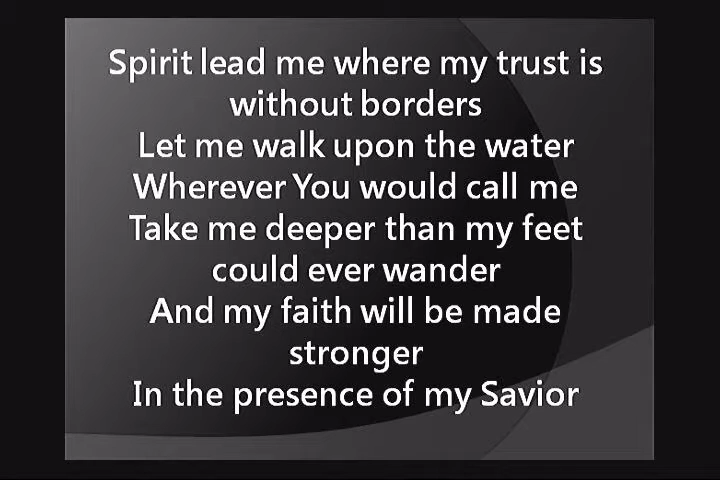 Spirit lead me where my trust is
without borders
Let me walk upon the water
Wherever You would call me
Take me deeper than my feet
could ever wander
And my faith will be made
stronger
In the presence of my Savior